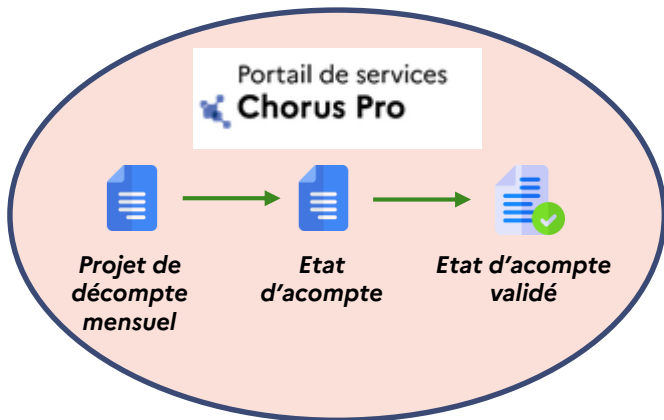 Portail de services
Chorus Pro
Projet de
décompte
mensuel
Etat
d'acompte
Etat d'acompte
validé